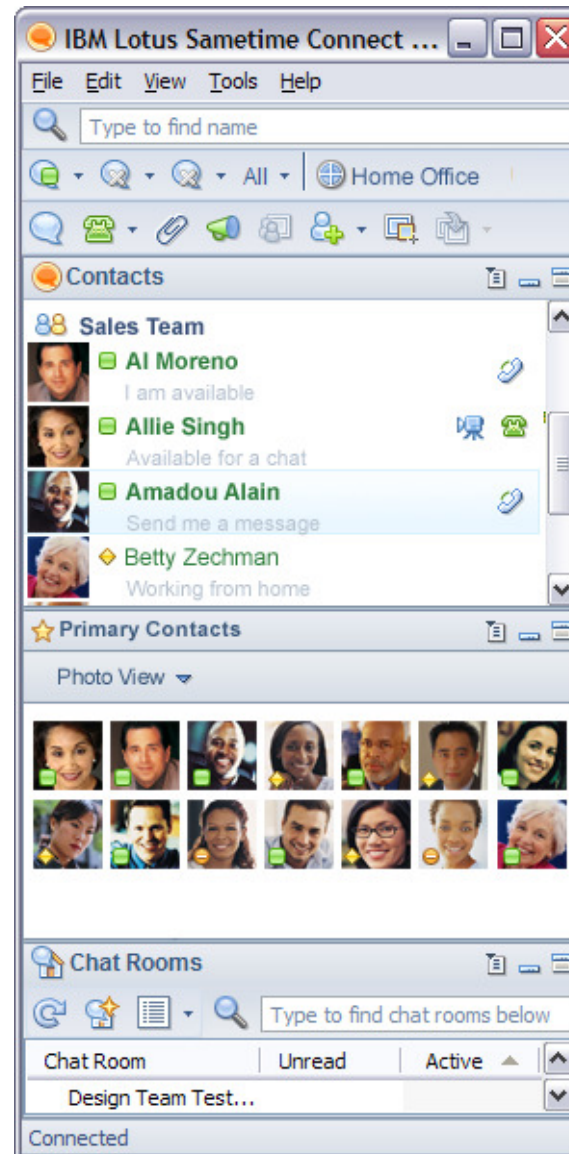 IBM Lotus Sametime Connect ...
File Edit View Tools Help
Type to find name
All Home Office
Contacts
Sales Team
Al Moreno
I am available
Allie Singh
Available for a chat
Amadou Alain
Send me a message
Betty Zechman
Working from home
Primary Contacts
Photo View
Chat Rooms
Type to find chat rooms below
Chat Room Unread Active
Design Team Test...
Connected